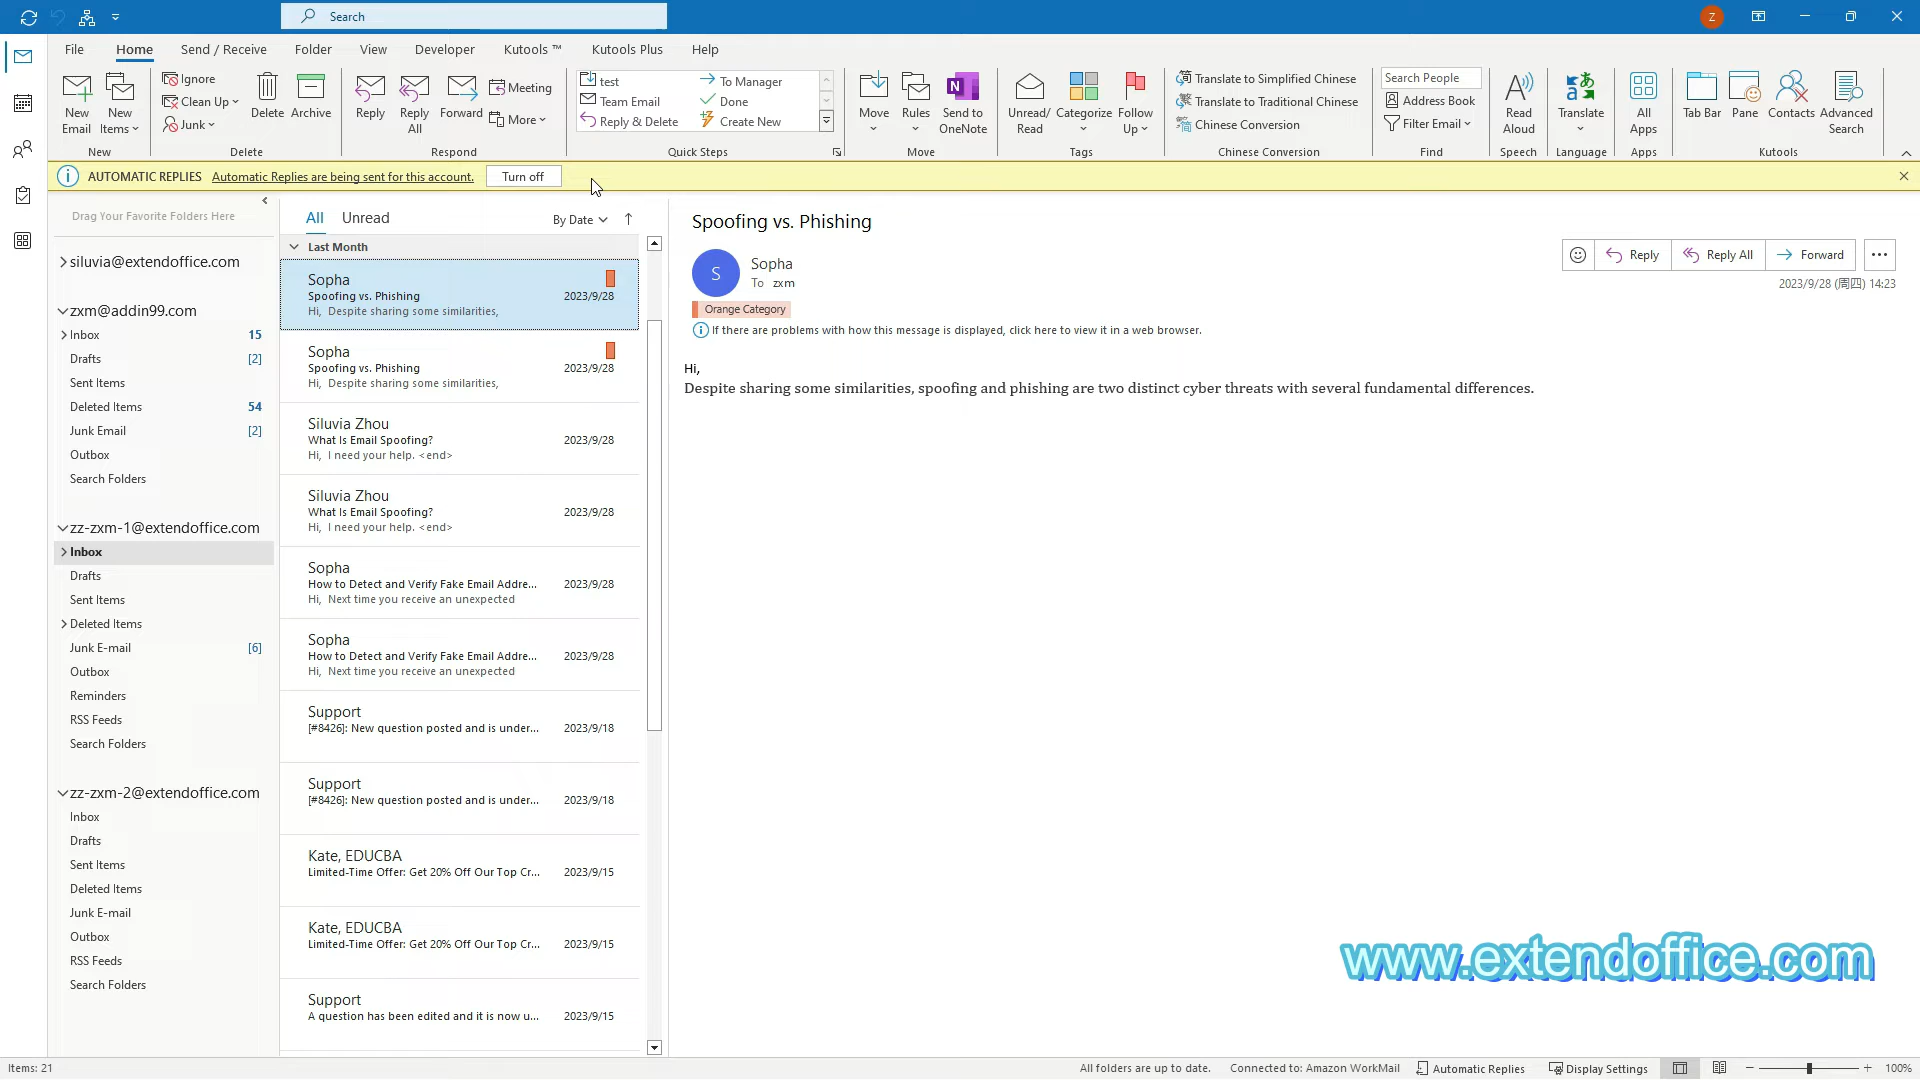 Search
Z
File Home Send / Receive Folder View Developer Kutools ™ Kutools Plus Help
New Email
New Items
Ignore
Clean Up
Junk
Delete
Archive
Reply
Reply All
Forward
Meeting
More
test
Team Email
Reply & Delete
To Manager
Done
Create New
Move
Rules
Send to OneNote
Unread/ Read
Categorize
Follow Up
Translate to Simplified Chinese
Translate to Traditional Chinese
Chinese Conversion
Search People
Address Book
Filter Email
Read Aloud
Translate
All Apps
Tab Bar
Pane
Contacts
Advanced Search
New Delete Respond Quick Steps Move Tags Chinese Conversion Find Speech Language Apps Kutools
AUTOMATIC REPLIES Automatic Replies are being sent for this account. Turn off
Drag Your Favorite Folders Here
siluvia@extendoffice.com
zxm@addin99.com
Inbox 15
Drafts [2]
Sent Items
Deleted Items 54
Junk Email [2]
Outbox
Search Folders
zz-zxm-1@extendoffice.com
Inbox
Drafts
Sent Items
Deleted Items
Junk E-mail [6]
Outbox
Reminders
RSS Feeds
Search Folders
zz-zxm-2@extendoffice.com
Inbox
Drafts
Sent Items
Deleted Items
Junk E-mail
Outbox
RSS Feeds
Search Folders
All Unread By Date
Last Month
Sopha
Spoofing vs. Phishing 2023/9/28
Hi, Despite sharing some similarities,
Sopha
Spoofing vs. Phishing 2023/9/28
Hi, Despite sharing some similarities,
Siluvia Zhou
What Is Email Spoofing? 2023/9/28
Hi, I need your help. <end>
Siluvia Zhou
What Is Email Spoofing? 2023/9/28
Hi, I need your help. <end>
Sopha
How to Detect and Verify Fake Email Addre... 2023/9/28
Hi, Next time you receive an unexpected
Sopha
How to Detect and Verify Fake Email Addre... 2023/9/28
Hi, Next time you receive an unexpected
Support
[#8426]: New question posted and is under... 2023/9/18
Support
[#8426]: New question posted and is under... 2023/9/18
Kate, EDUCBA
Limited-Time Offer: Get 20% Off Our Top Cr... 2023/9/15
Kate, EDUCBA
Limited-Time Offer: Get 20% Off Our Top Cr... 2023/9/15
Support
A question has been edited and it is now u... 2023/9/15
Spoofing vs. Phishing
S
Sopha
To zxm
Reply Reply All Forward
2023/9/28 (周四) 14:23
Orange Category
If there are problems with how this message is displayed, click here to view it in a web browser.
Hi,
Despite sharing some similarities, spoofing and phishing are two distinct cyber threats with several fundamental differences.
www.extendoffice.com
Items: 21 All folders are up to date. Connected to: Amazon WorkMail Automatic Replies Display Settings 100%